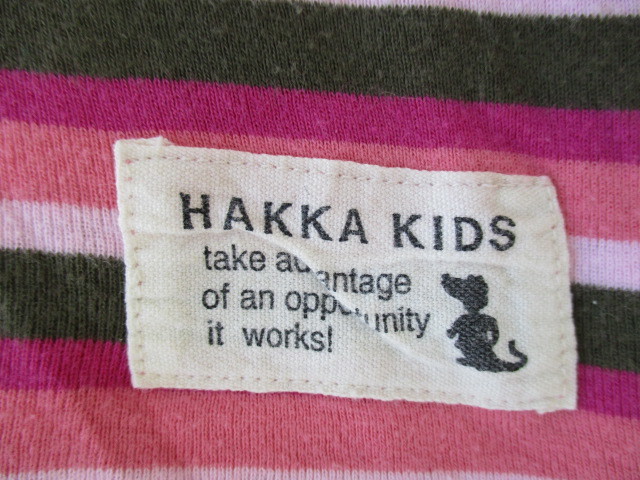 HAKKA KIDS
take advantage
of an opportunity
it works!